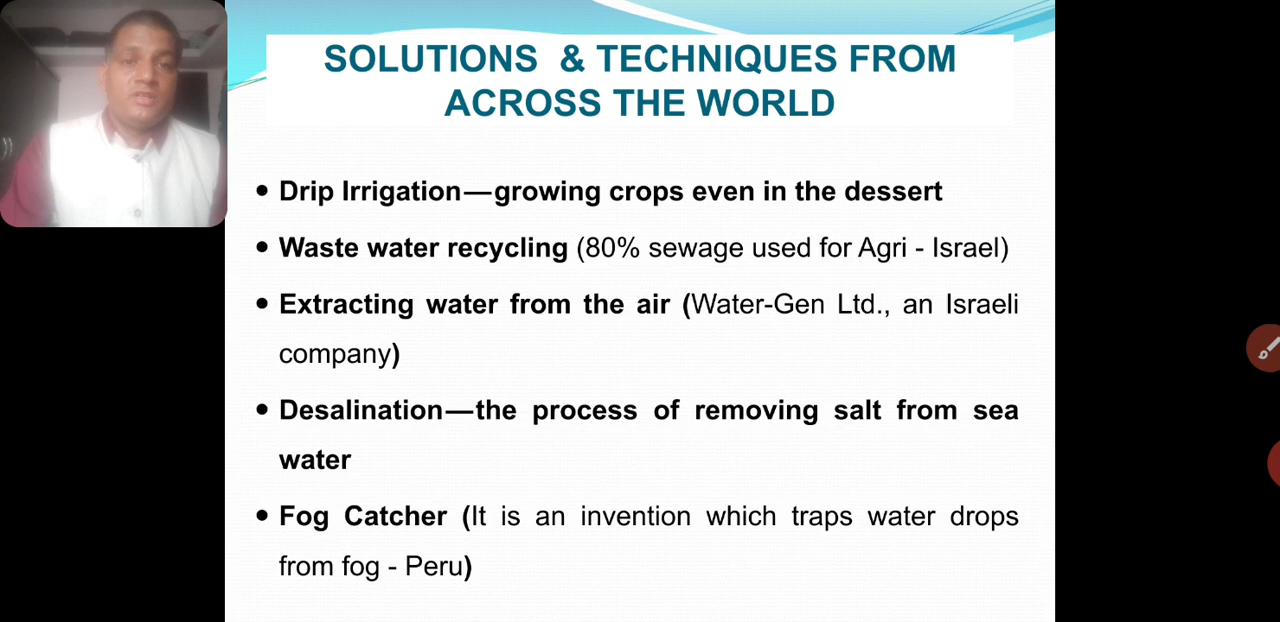 SOLUTIONS & TECHNIQUES FROM
ACROSS THE WORLD
• Drip Irrigation—growing crops even in the dessert
• Waste water recycling (80% sewage used for Agri - Israel)
• Extracting water from the air (Water-Gen Ltd., an Israeli
company)
• Desalination—the process of removing salt from sea
water
• Fog Catcher (It is an invention which traps water drops
from fog - Peru)